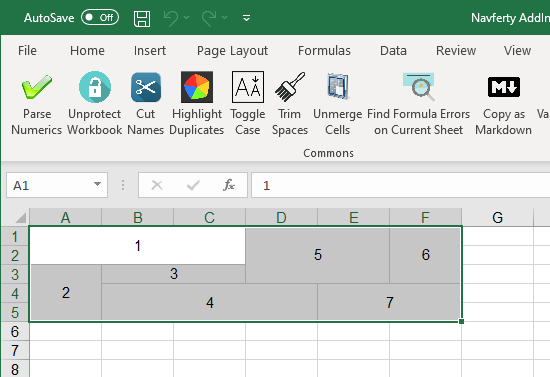 AutoSave Off Navferty AddIn
File Home Insert Page Layout Formulas Data Review View
Parse Numerics
Unprotect Workbook
Cut Names
Highlight Duplicates
Toggle Case
Trim Spaces
Unmerge Cells
Find Formula Errors on Current Sheet
Copy as Markdown
Va
Commons
A1 fx 1
A B C D E F G
1
2
3
4
5
6
7
8
1
5
6
2
3
4
7